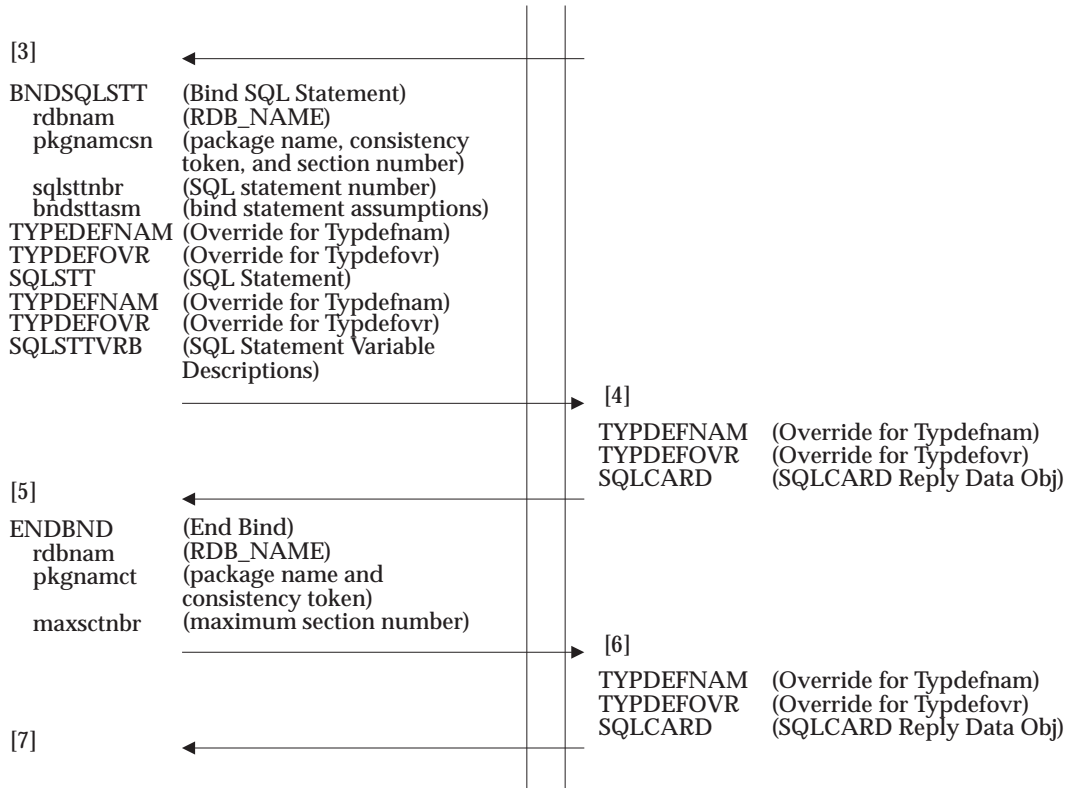 [3]
BNDSQLSTT (Bind SQL Statement)
rdbnam (RDB_NAME)
pkgnamcsn (package name, consistency
token, and section number)
sqlsttnbr (SQL statement number)
bndsttasm (bind statement assumptions)
TYPEDEFNAM (Override for Typdefnam)
TYPDEFOVR (Override for Typdefovr)
SQLSTT (SQL Statement)
TYPDEFNAM (Override for Typdefnam)
TYPDEFOVR (Override for Typdefovr)
SQLSTTVRB (SQL Statement Variable
Descriptions)
[4]
TYPDEFNAM (Override for Typdefnam)
TYPDEFOVR (Override for Typdefovr)
SQLCARD (SQLCARD Reply Data Obj)
[5]
ENDBND (End Bind)
rdbnam (RDB_NAME)
pkgnamct (package name and
consistency token)
maxsctnbr (maximum section number)
[6]
TYPDEFNAM (Override for Typdefnam)
TYPDEFOVR (Override for Typdefovr)
SQLCARD (SQLCARD Reply Data Obj)
[7]